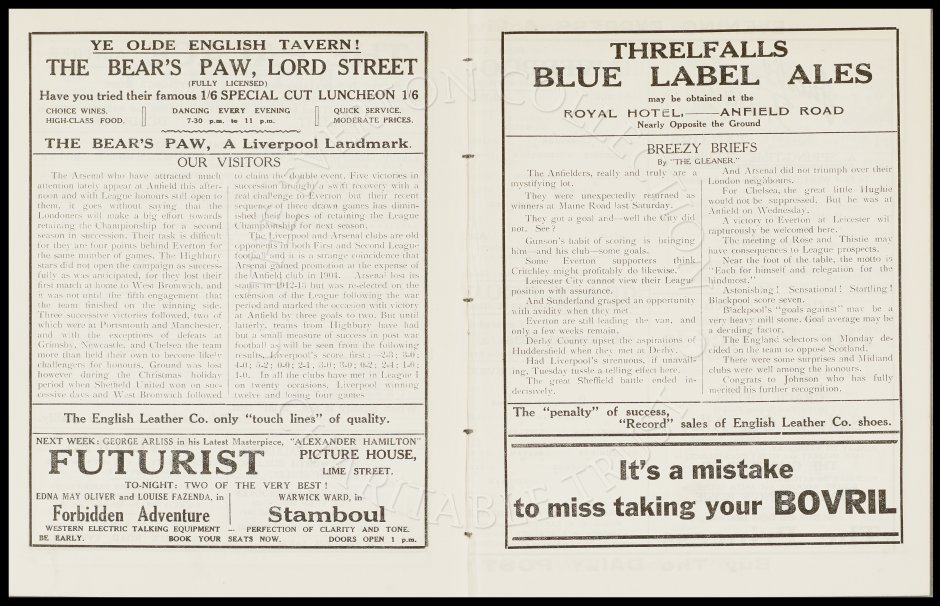 YE OLDE ENGLISH TAVERN!
THE BEAR'S PAW, LORD STREET
(FULLY LICENSED)
Have you tried their famous 1/6 SPECIAL CUT LUNCHEON 1/6
CHOICE WINES.
HIGH-CLASS FOOD.
DANCING EVERY EVENING
7-30 p.m. to 11 p.m.
QUICK SERVICE.
MODERATE PRICES.
THE BEAR'S PAW, A Liverpool Landmark.
OUR VISITORS
The Arsenal who have attracted much
attention lately appear at Anfield this after-
noon and with League honours still open to
them, it goes without saying that the
Londoners will make a big effort towards
retaining the Championship for a second
season in succession. Their task is difficult
for they are four points behind Everton for
the same number of games. The Highbury
stars did not open the campaign as success-
fully as was anticipated, for they lost their
first match at home to West Bromwich, and
it was not until the fifth engagement that
the team finished on the winning side.
Three successive victories followed, two of
which were at Portsmouth and Manchester,
and with the exceptions of defeats at
Grimsby, Newcastle, and Chelsea the team
more than held their own to become likely
challengers for honours. Ground was lost
however during the Christmas holiday
period when Sheffield United won on suc-
cessive days and West Bromwich followed
to claim the double event. Five victories in
succession brought a swift recovery with a
real challenge to Everton but their recent
sequence of three drawn games has dimin-
ished their hopes of retaining the League
Championship for next season.
The Liverpool and Arsenal clubs are old
opponents in both First and Second League
football and it is a strange coincidence that
Arsenal gained promotion at the expense of
the Anfield club in 1904. Arsenal lost its
status in 1912-13 but was re-elected on the
extension of the League following the war
period and marked the occasion with victory
at Anfield by three goals to two. But until
latterly, teams from Highbury have had
but a small measure of success in post war
football as will be seen from the following
results, Liverpool's score first:
In all the clubs have met in League I
on twenty occasions, Liverpool winning
twelve and losing four games
The English Leather Co. only "touch lines" of quality.
NEXT WEEK: GEORGE ARLISS in his Latest Masterpiece, "ALEXANDER HAMILTON"
FUTURIST
PICTURE HOUSE,
LIME STREET.
TO-NIGHT: TWO OF THE VERY BEST!
EDNA MAY OLIVER and LOUISE FAZENDA, in
Forbidden Adventure
WARWICK WARD, in
Stamboul
WESTERN ELECTRIC TALKING EQUIPMENT – PERFECTION OF CLARITY AND TONE.
BE EARLY. BOOK YOUR SEATS NOW. DOORS OPEN 1 p.m.
THRELFALLS
BLUE LABEL ALES
may be obtained at the
ROYAL HOTEL,——ANFIELD ROAD
Nearly Opposite the Ground
BREEZY BRIEFS
By "THE GLEANER."
The Anfielders, really and truly are a
mystifying lot.
They were unexpectedly returned as
winners at Maine Road last Saturday.
They got a goal and—well the City did
not. See?
Gunson's habit of scoring is bringing
him—and his club—some goals.
Some Everton supporters think
Critchley might profitably do likewise.
Leicester City cannot view their League
position with assurance.
And Sunderland grasped an opportunity
with avidity when they met.
Everton are still leading the van, and
only a few weeks remain.
Derby County upset the aspirations of
Huddersfield when they met at Derby.
Had Liverpool's strenuous, if unavail-
ing, Tuesday tussle a telling effect here.
The great Sheffield battle ended in-
decisively.
And Arsenal did not triumph over their
London neighbours.
For Chelsea, the great little Hughie
would not be suppressed. But he was at
Anfield on Wednesday.
A victory to Everton at Leicester will
rapturously be welcomed here.
The meeting of Rose and Thistle may
have consequences to League prospects.
Near the foot of the table, the motto is
"Each for himself and relegation for the
hindmost."
Astonishing! Sensational! Startling!
Blackpool score seven.
Blackpool's "goals against" may be a
very heavy mill stone. Goal average may be
a deciding factor.
The England selectors on Monday de-
cided on the team to oppose Scotland.
There were some surprises and Midland
clubs were well among the honours.
Congrats to Johnson who has fully
merited his further recognition.
The "penalty" of success,
"Record" sales of English Leather Co. shoes.
It's a mistake
to miss taking your BOVRIL